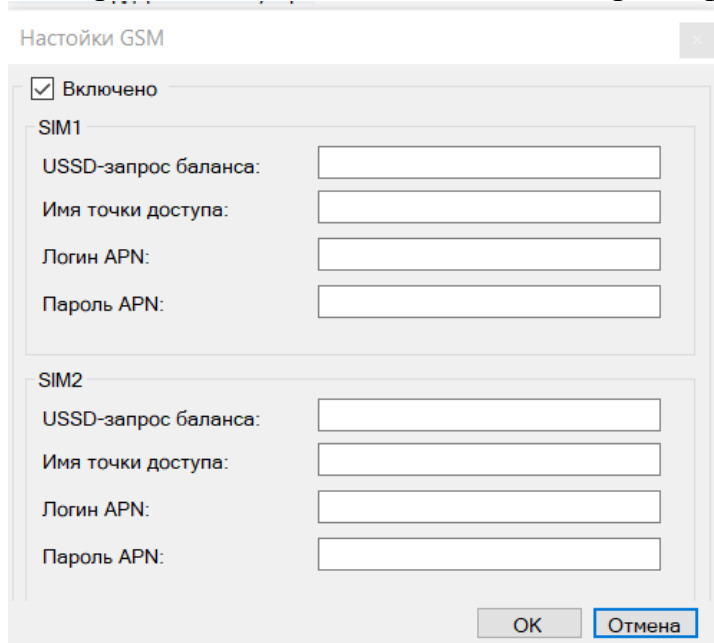 Настойки GSM
Включено
SIM1
USSD-запрос баланса:
Имя точки доступа:
Логин APN:
Пароль APN:
SIM2
USSD-запрос баланса:
Имя точки доступа:
Логин APN:
Пароль APN:
OK Отмена